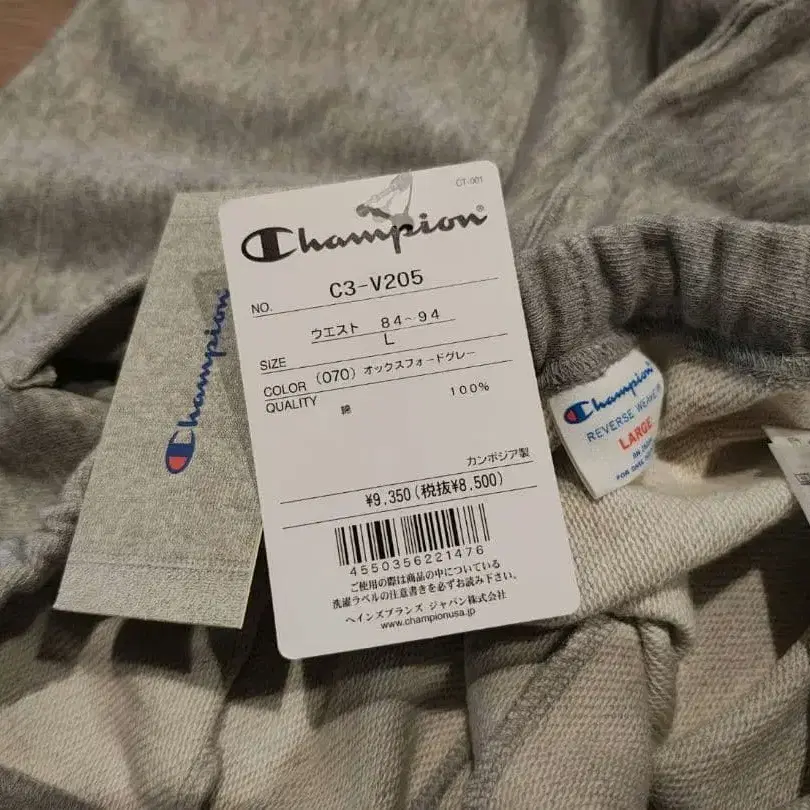 CT-001
Champion®
NO. C3-V205
ウエスト 84~94
SIZE L
COLOR (070) オックスフォードグレー
QUALITY 綿 100%
カンボジア製
¥9,350(税抜¥8,500)
4550356221476
ご使用の際は商品の中についている
洗濯ラベルの注意書きを必ずお読み下さい。
ヘインズブランズ ジャパン株式会社
www.championusa.jp
Champion
Champion
REVERSE WEAVE®
LARGE